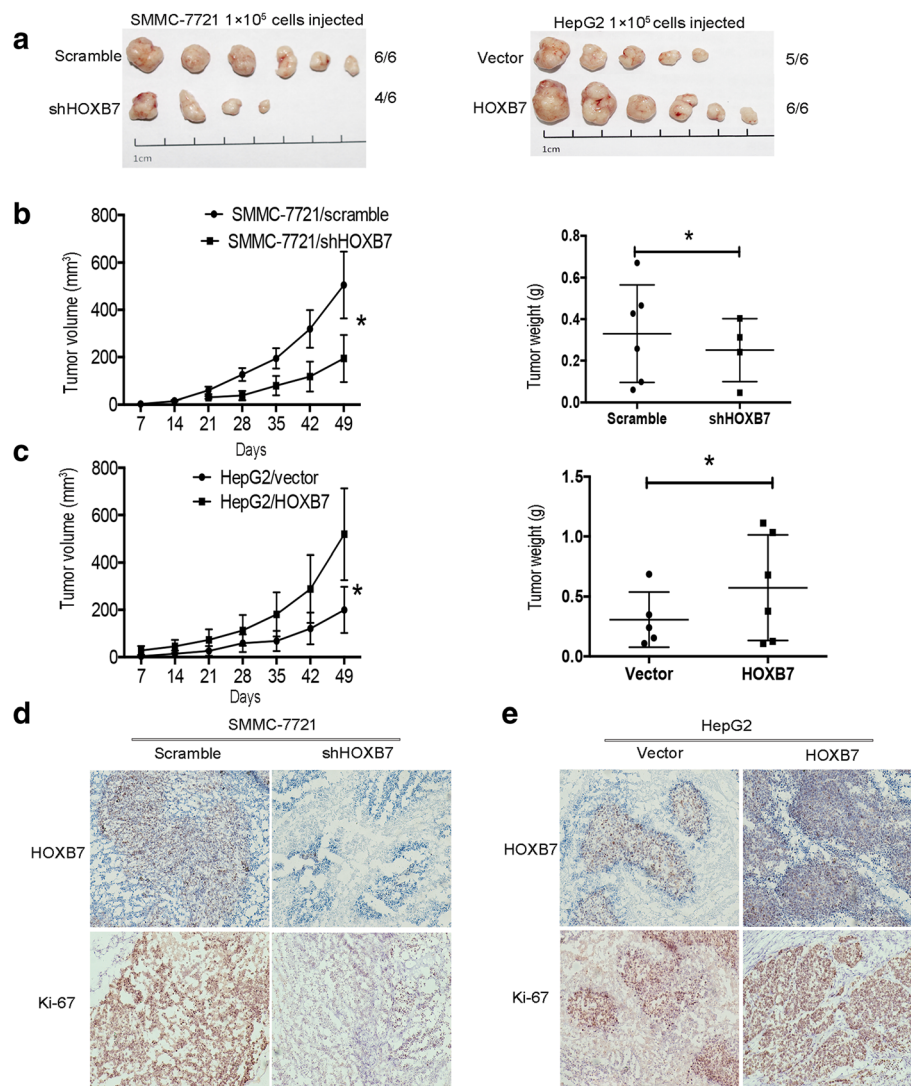 a
SMMC-7721 1×10⁵ cells injected
Scramble
6/6
shHOXB7
4/6
1cm
HepG2 1×10⁵ cells injected
Vector
5/6
HOXB7
6/6
1cm
b
Tumor volume (mm³)
800
600
400
200
0
SMMC-7721/scramble
SMMC-7721/shHOXB7
*
7 14 21 28 35 42 49
Days
Tumor weight (g)
0.8
0.6
0.4
0.2
0.0
*
Scramble shHOXB7
c
Tumor volume (mm³)
800
600
400
200
0
HepG2/vector
HepG2/HOXB7
*
7 14 21 28 35 42 49
Days
Tumor weight (g)
1.5
1.0
0.5
0.0
*
Vector HOXB7
d
SMMC-7721
Scramble shHOXB7
HOXB7
Ki-67
e
HepG2
Vector HOXB7
HOXB7
Ki-67